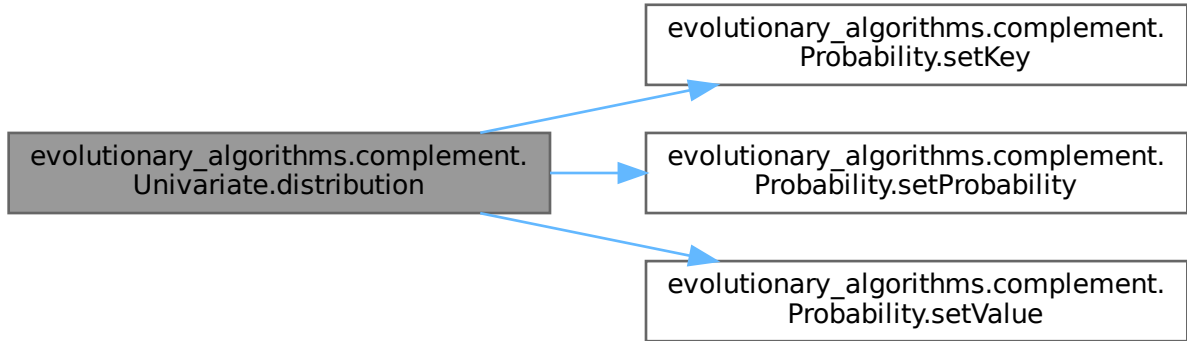 evolutionary_algorithms.complement.
Univariate.distribution
evolutionary_algorithms.complement.
Probability.setKey
evolutionary_algorithms.complement.
Probability.setProbability
evolutionary_algorithms.complement.
Probability.setValue